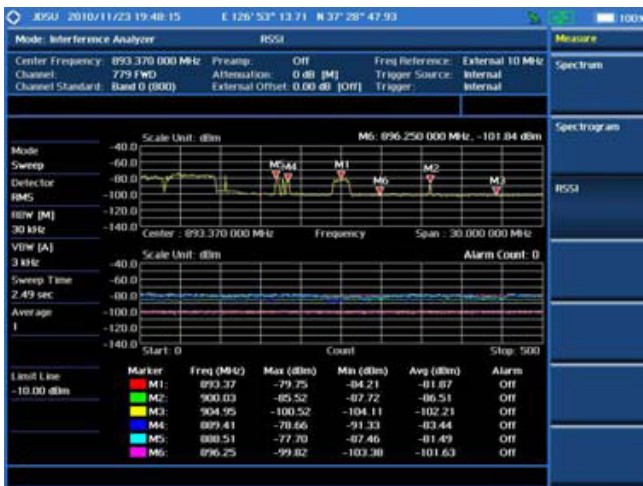 JDSU 2010/11/23 19:48:15 E 126° 53" 13.71 N 37° 28" 47.93 100%
Mode: Interference Analyzer RSSI
Measure
Center Frequency: 893.370 000 MHz Preamp: Off Freq Reference: External 10 MHz
Channel: 779 FWD Attenuation: 0 dB [M] Trigger Source: Internal
Channel Standard: Band 0 (800) External Offset: 0.00 dB [Off] Trigger: Internal
Spectrum
Spectrogram
RSSI
Mode
Sweep
Detector
RMS
RBW [M]
30 kHz
VBW [A]
3 kHz
Sweep Time
2.49 sec
Average
1
Limit Line
-10.00 dBm
Scale Unit: dBm M6: 896.250 000 MHz, -101.84 dBm
-40.0
-60.0
-80.0
-100.0
-120.0
-140.0
M5 M4 M1 M6 M2 M3
Center : 893.370 000 MHz Frequency Span : 30.000 000 MHz
Scale Unit: dBm Alarm Count: 0
-40.0
-60.0
-80.0
-100.0
-120.0
-140.0
Start: 0 Count Stop: 500
Marker Freq (MHz) Max (dBm) Min (dBm) Avg (dBm) Alarm
M1: 893.37 -79.75 -84.21 -81.87 Off
M2: 900.03 -85.52 -87.72 -86.51 Off
M3: 904.95 -100.52 -104.11 -102.21 Off
M4: 889.41 -78.66 -91.33 -83.44 Off
M5: 888.51 -77.70 -87.46 -81.49 Off
M6: 896.25 -99.82 -103.38 -101.63 Off